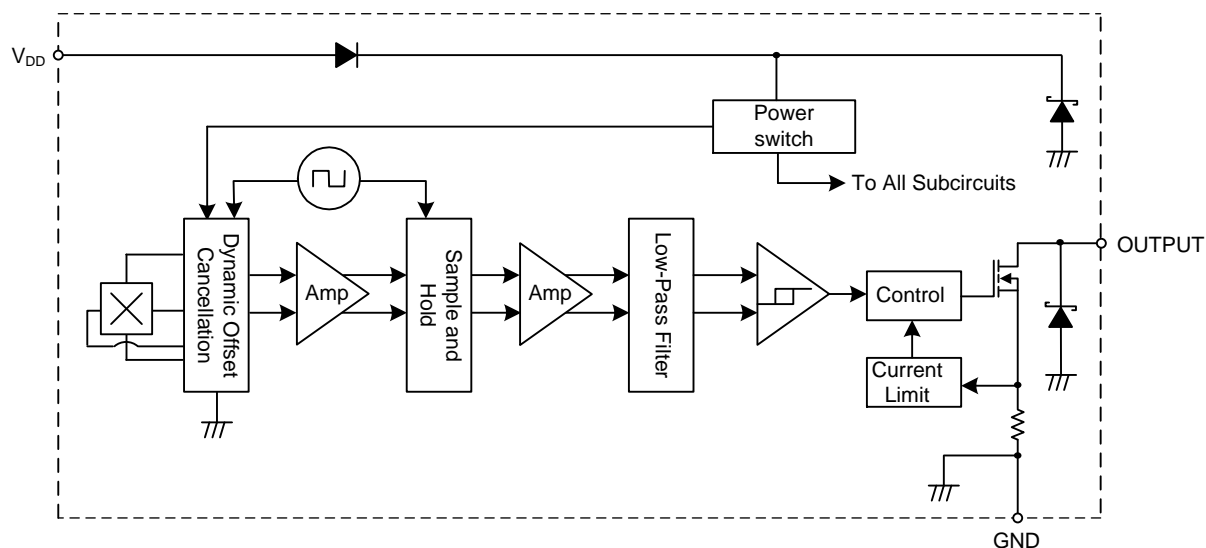 V_DD
Power
switch
To All Subcircuits
Dynamic Offset
Cancellation
Amp
Sample and
Hold
Amp
Low-Pass Filter
Control
Current
Limit
OUTPUT
GND